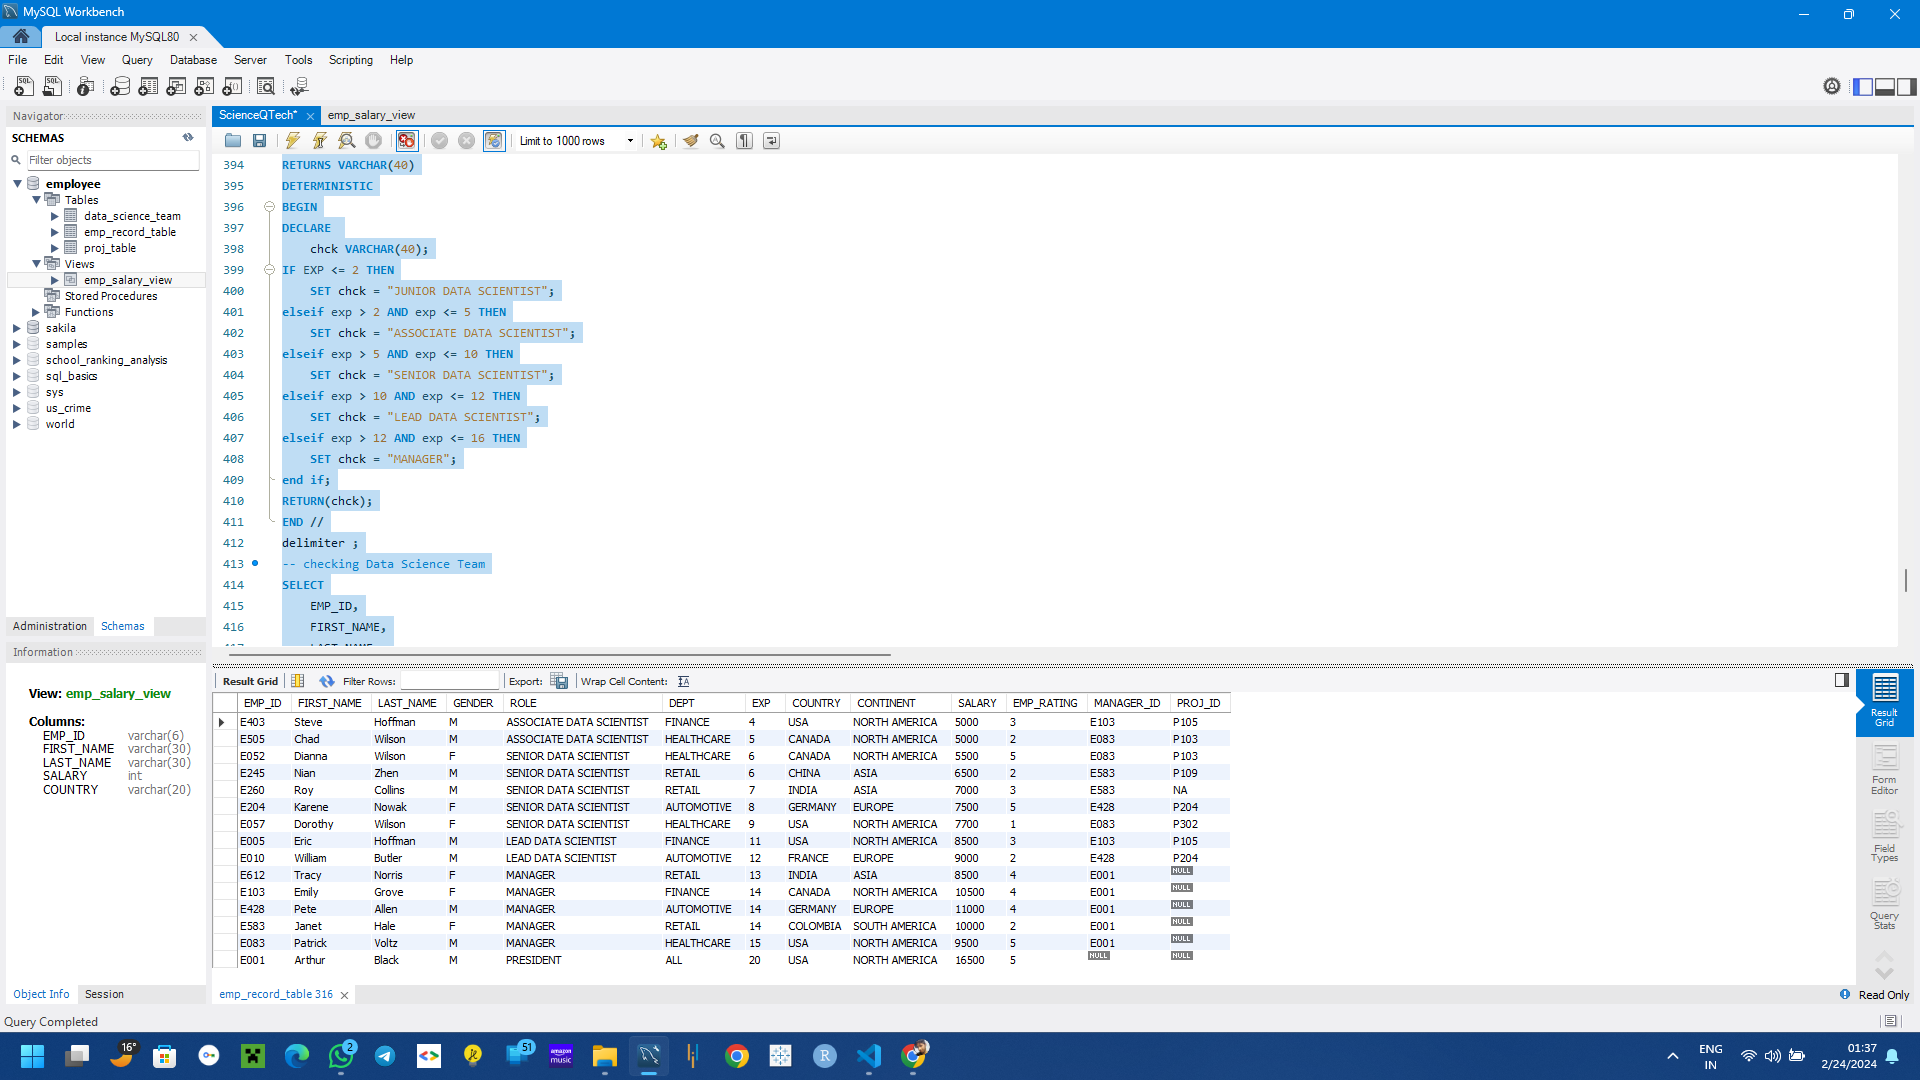 MySQL Workbench
Local instance MySQL80
File Edit View Query Database Server Tools Scripting Help
Navigator
SCHEMAS
Filter objects
employee
Tables
data_science_team
emp_record_table
proj_table
Views
emp_salary_view
Stored Procedures
Functions
sakila
samples
school_ranking_analysis
sql_basics
sys
us_crime
world
Administration Schemas
Information
View: emp_salary_view
Columns:
EMP_ID varchar(6)
FIRST_NAME varchar(30)
LAST_NAME varchar(30)
SALARY int
COUNTRY varchar(20)
Object Info Session
Query Completed
ScienceQTech* emp_salary_view
Limit to 1000 rows
394 RETURNS VARCHAR(40)
395 DETERMINISTIC
396 BEGIN
397 DECLARE
398 chck VARCHAR(40);
399 IF EXP <= 2 THEN
400 SET chck = "JUNIOR DATA SCIENTIST";
401 elseif exp > 2 AND exp <= 5 THEN
402 SET chck = "ASSOCIATE DATA SCIENTIST";
403 elseif exp > 5 AND exp <= 10 THEN
404 SET chck = "SENIOR DATA SCIENTIST";
405 elseif exp > 10 AND exp <= 12 THEN
406 SET chck = "LEAD DATA SCIENTIST";
407 elseif exp > 12 AND exp <= 16 THEN
408 SET chck = "MANAGER";
409 end if;
410 RETURN(chck);
411 END //
412 delimiter ;
413 -- checking Data Science Team
414 SELECT
415 EMP_ID,
416 FIRST_NAME,
Result Grid Filter Rows: Export: Wrap Cell Content:
EMP_ID FIRST_NAME LAST_NAME GENDER ROLE DEPT EXP COUNTRY CONTINENT SALARY EMP_RATING MANAGER_ID PROJ_ID
E403 Steve Hoffman M ASSOCIATE DATA SCIENTIST FINANCE 4 USA NORTH AMERICA 5000 3 E103 P105
E505 Chad Wilson M ASSOCIATE DATA SCIENTIST HEALTHCARE 5 CANADA NORTH AMERICA 5000 2 E083 P103
E052 Dianna Wilson F SENIOR DATA SCIENTIST HEALTHCARE 6 CANADA NORTH AMERICA 5500 5 E083 P103
E245 Nian Zhen M SENIOR DATA SCIENTIST RETAIL 6 CHINA ASIA 6500 2 E583 P109
E260 Roy Collins M SENIOR DATA SCIENTIST RETAIL 7 INDIA ASIA 7000 3 E583 NA
E204 Karene Nowak F SENIOR DATA SCIENTIST AUTOMOTIVE 8 GERMANY EUROPE 7500 5 E428 P204
E057 Dorothy Wilson F SENIOR DATA SCIENTIST HEALTHCARE 9 USA NORTH AMERICA 7700 1 E083 P302
E005 Eric Hoffman M LEAD DATA SCIENTIST FINANCE 11 USA NORTH AMERICA 8500 3 E103 P105
E010 William Butler M LEAD DATA SCIENTIST AUTOMOTIVE 12 FRANCE EUROPE 9000 2 E428 P204
E612 Tracy Norris F MANAGER RETAIL 13 INDIA ASIA 8500 4 E001 NULL
E103 Emily Grove F MANAGER FINANCE 14 CANADA NORTH AMERICA 10500 4 E001 NULL
E428 Pete Allen M MANAGER AUTOMOTIVE 14 GERMANY EUROPE 11000 4 E001 NULL
E583 Janet Hale F MANAGER RETAIL 14 COLOMBIA SOUTH AMERICA 10000 2 E001 NULL
E083 Patrick Voltz M MANAGER HEALTHCARE 15 USA NORTH AMERICA 9500 5 E001 NULL
E001 Arthur Black M PRESIDENT ALL 20 USA NORTH AMERICA 16500 5 NULL NULL
emp_record_table 316
Result
Grid
Form
Editor
Field
Types
Query
Stats
Read Only
16°
2
51
amazon
music
R
ENG
IN
01:37
2/24/2024